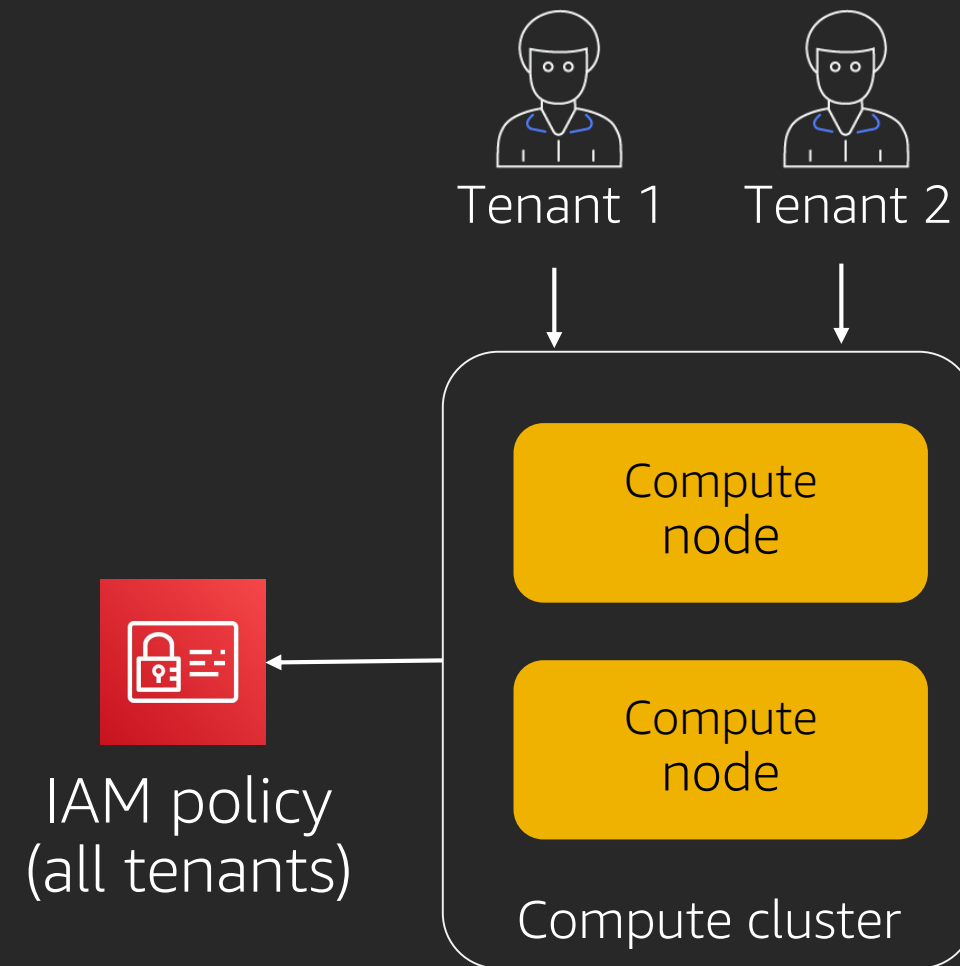 Tenant 1
Tenant 2
Compute
node
Compute
node
IAM policy
(all tenants)
Compute cluster